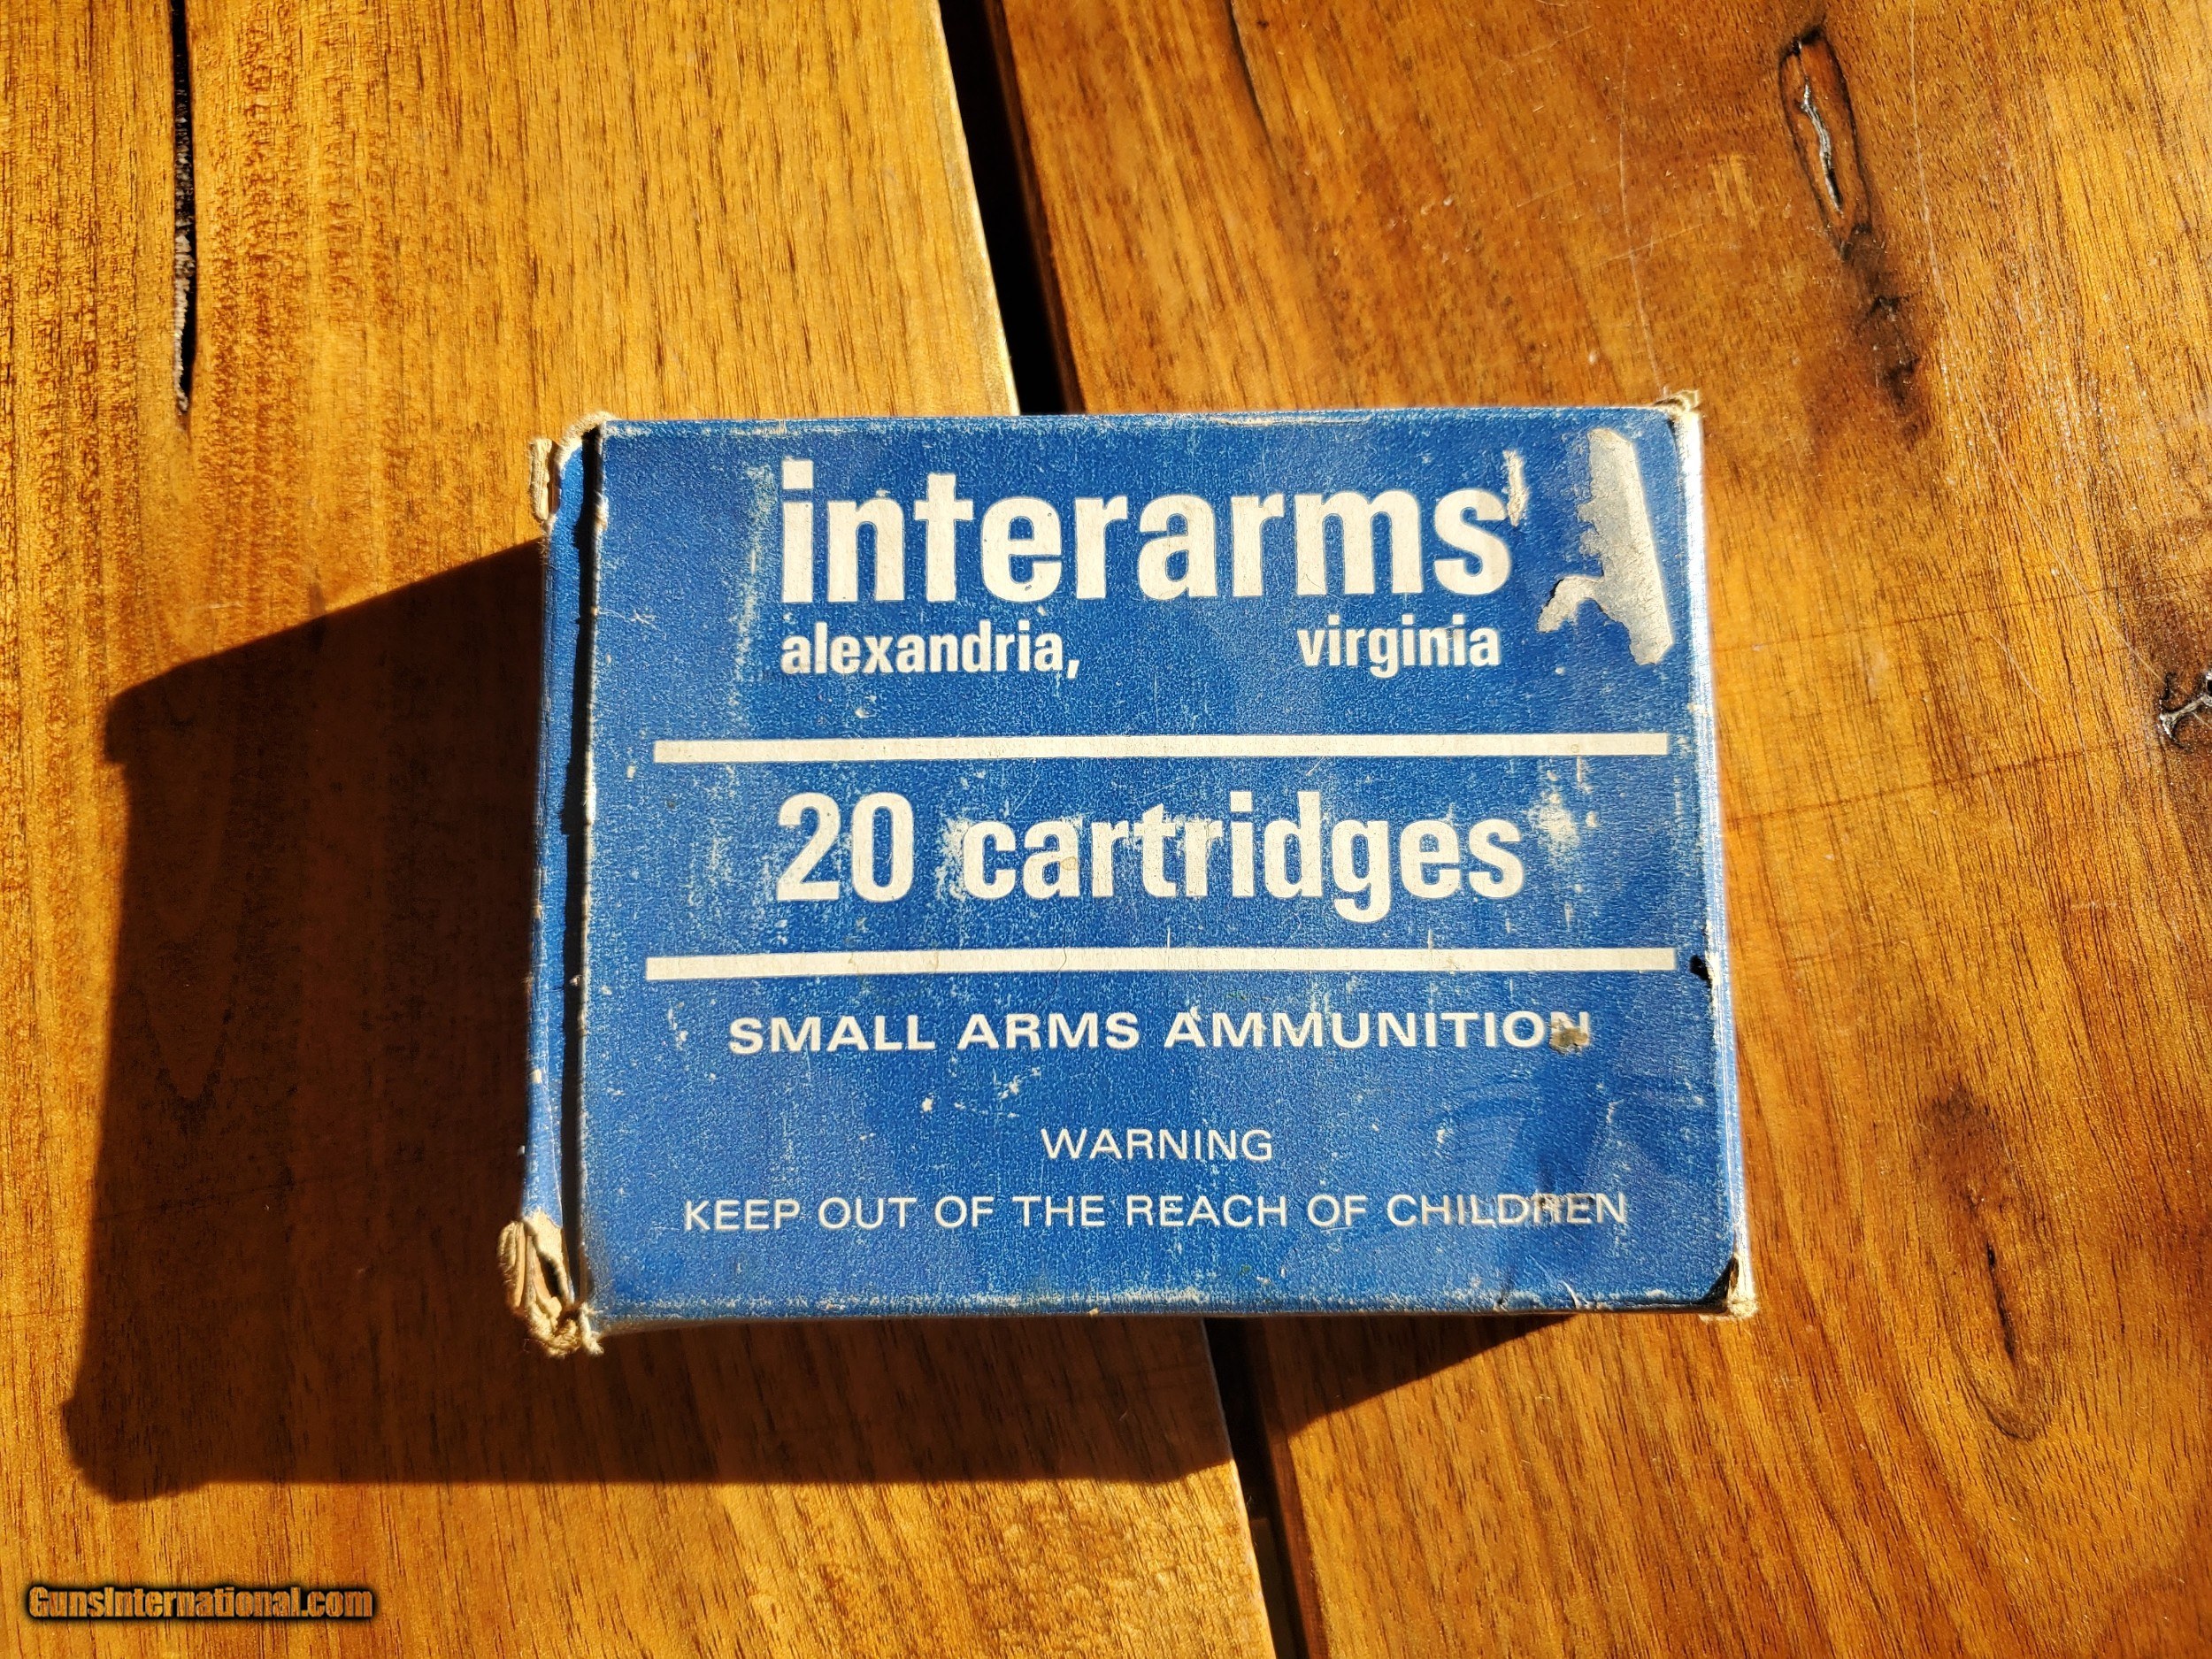 interarms
alexandria, virginia
20 cartridges
SMALL ARMS AMMUNITION
WARNING
KEEP OUT OF THE REACH OF CHILDREN
GunsInternational.com